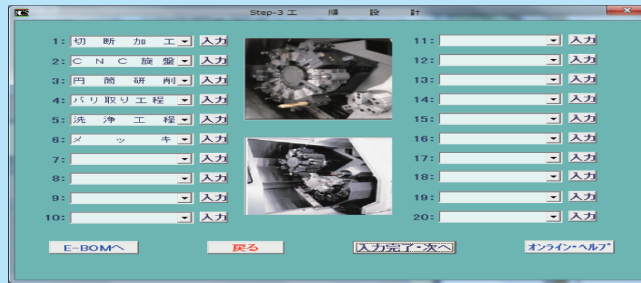 Step-3 工 順 設 計
1: 切 断 加 工 入力
2: C N C 旋 盤 入力
3: 円 筒 研 削 入力
4: バリ取り工程 入力
5: 洗 浄 工 程 入力
6: メ ッ キ 入力
7: 入力
8: 入力
9: 入力
10: 入力
11: 入力
12: 入力
13: 入力
14: 入力
15: 入力
16: 入力
17: 入力
18: 入力
19: 入力
20: 入力
E-BOMへ 戻る 入力完了・次へ オンライン・ヘルプ